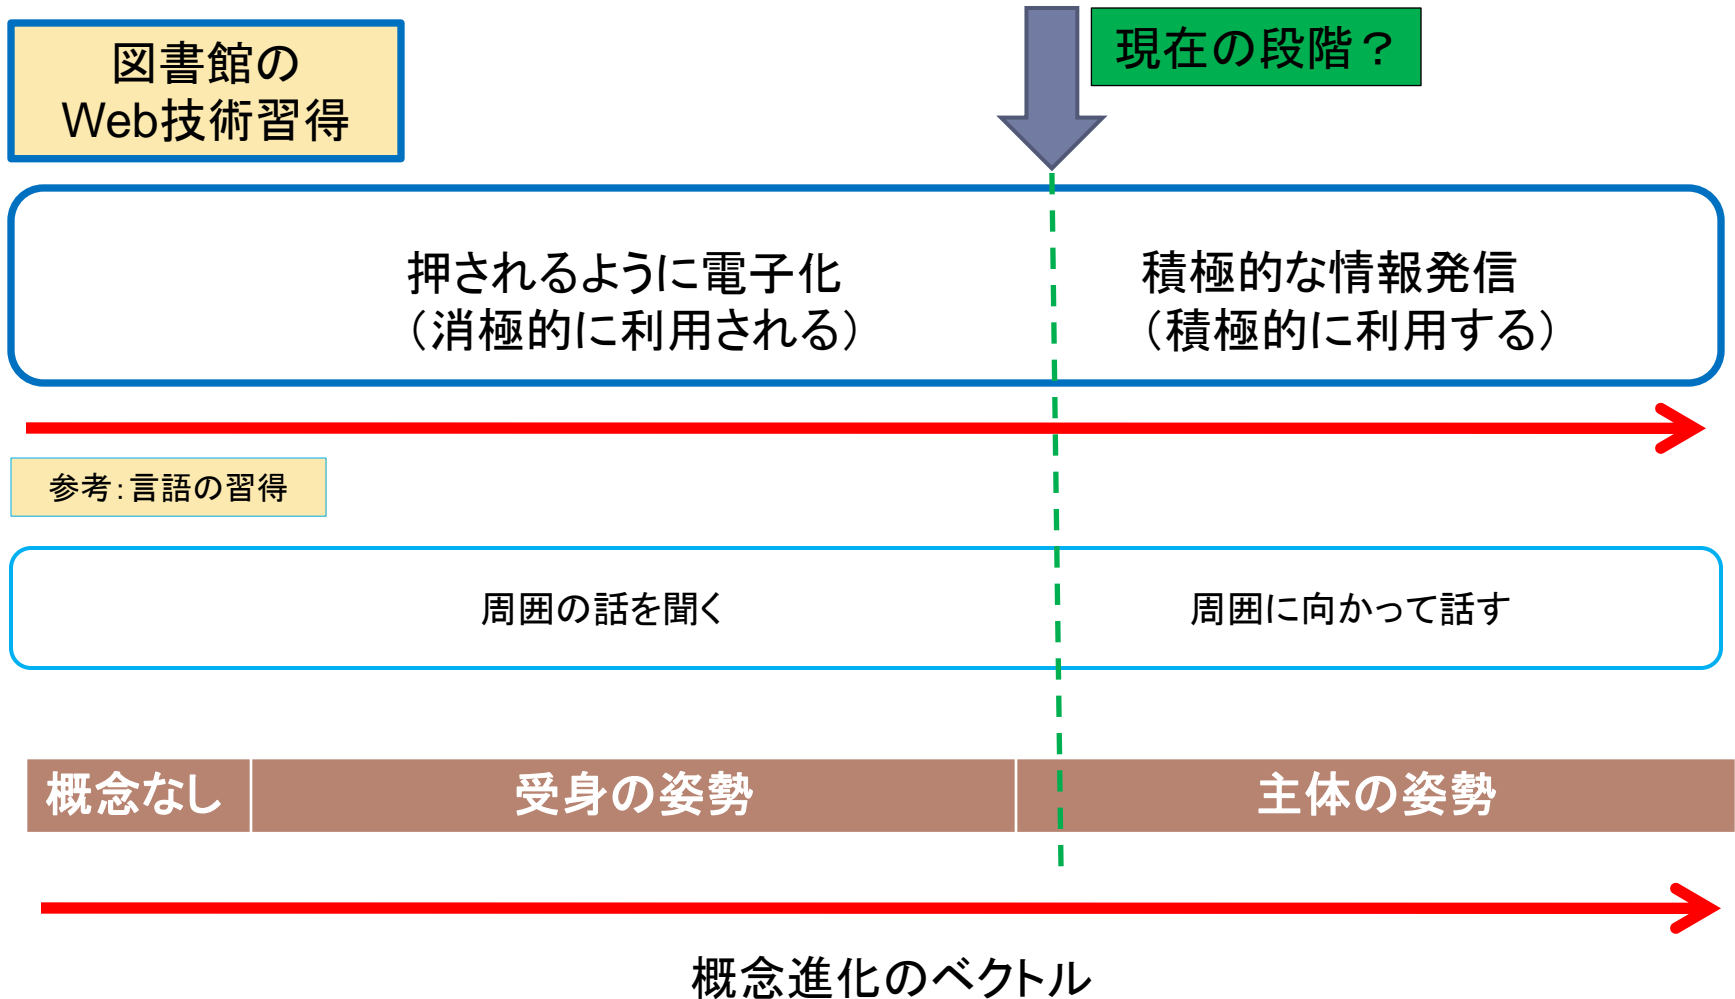 図書館の
Web技術習得
現在の段階？
押されるように電子化
（消極的に利用される）
積極的な情報発信
（積極的に利用する）
参考：言語の習得
周囲の話を聞く
周囲に向かって話す
概念なし
受身の姿勢
主体の姿勢
概念進化のベクトル